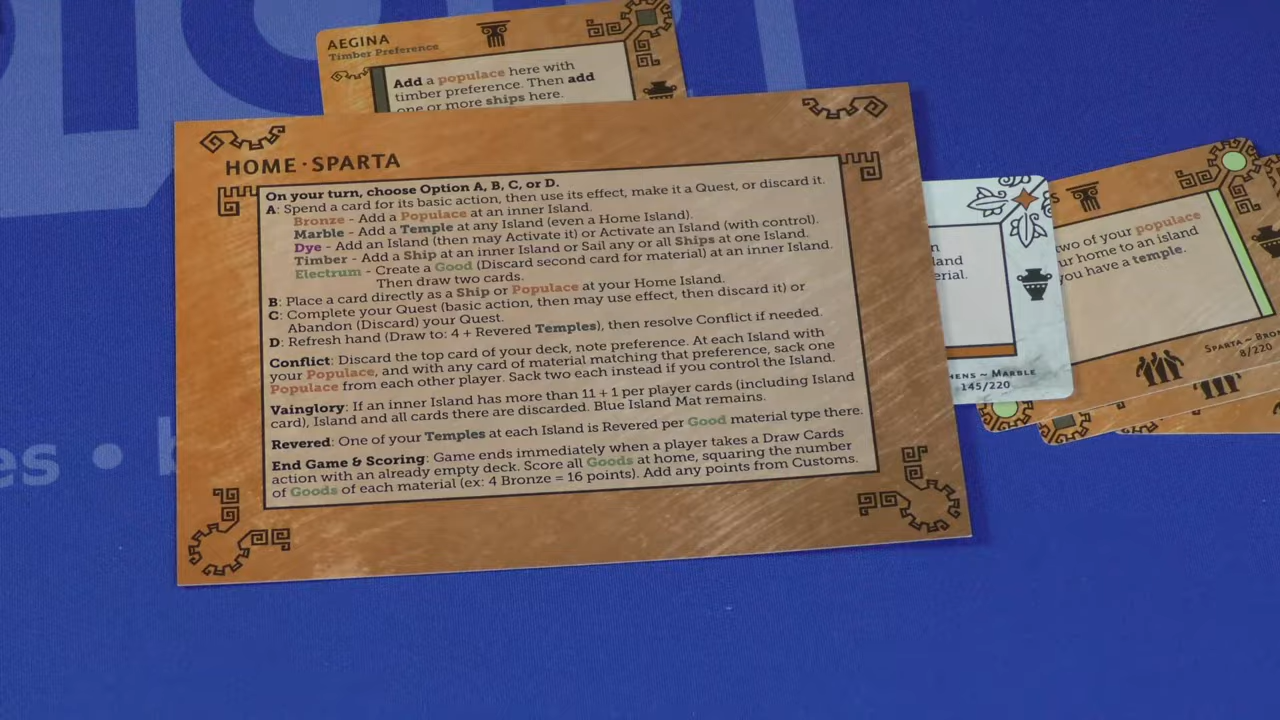 AEGINA
Timber Preference
Add a populace here with
timber preference. Then add
one or more ships here.
HOME · SPARTA
On your turn, choose Option A, B, C, or D.
A: Spend a card for its basic action, then use its effect, make it a Quest, or discard it.
Bronze - Add a Populace at an inner Island.
Marble - Add a Temple at any Island (even a Home Island).
Dye - Add an Island (then may Activate it) or Activate an Island (with control).
Timber - Add a Ship at an inner Island or Sail any or all Ships at one Island.
Electrum - Create a Good (Discard second card for material) at an inner Island.
Then draw two cards.
B: Place a card directly as a Ship or Populace at your Home Island.
C: Complete your Quest (basic action, then may use effect, then discard it) or
Abandon (Discard) your Quest.
D: Refresh hand (Draw to: 4 + Revered Temples), then resolve Conflict if needed.
Conflict: Discard the top card of your deck, note preference. At each Island with
your Populace, and with any card of material matching that preference, sack one
Populace from each other player. Sack two each instead if you control the Island.
Vainglory: If an inner Island has more than 11 + 1 per player cards (including Island
card), Island and all cards there are discarded. Blue Island Mat remains.
Revered: One of your Temples at each Island is Revered per Good material type there.
End Game & Scoring: Game ends immediately when a player takes a Draw Cards
action with an already empty deck. Score all Goods at home, squaring the number
of Goods of each material (ex: 4 Bronze = 16 points). Add any points from Customs.
n
land
erial.
HENS ~ MARBLE
145/220
S
two of your populace
ur home to an island
you have a temple.
SPARTA ~ BRO
8/220
es • b